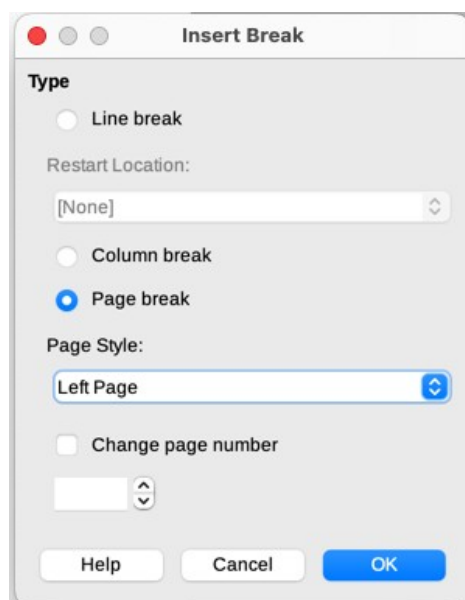 Insert Break
Type
Line break
Restart Location:
[None]
Column break
Page break
Page Style:
Left Page
Change page number
Help Cancel OK